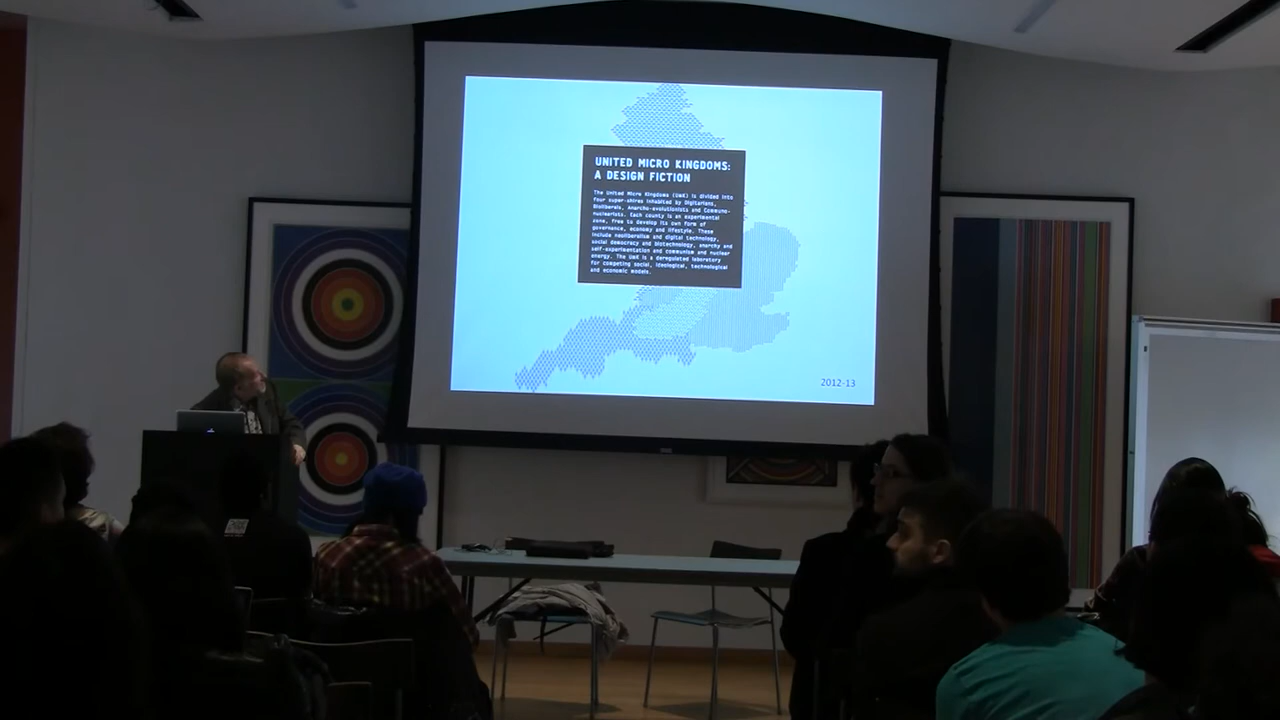 UNITED MICRO KINGDOMS:
A DESIGN FICTION
The United Micro Kingdoms (UmK) is divided into
four super-shires inhabited by Digitarians,
Bioliberals, Anarcho-evolutionists and Communo-
nuclearists. Each county is an experimental
zone, free to develop its own form of
governance, economy and lifestyle. These
include neoliberalism and digital technology,
social democracy and biotechnology, anarchy and
self-experimentation and communism and nuclear
energy. The UmK is a deregulated laboratory
for competing social, ideological, technological
and economic models.
2012-13